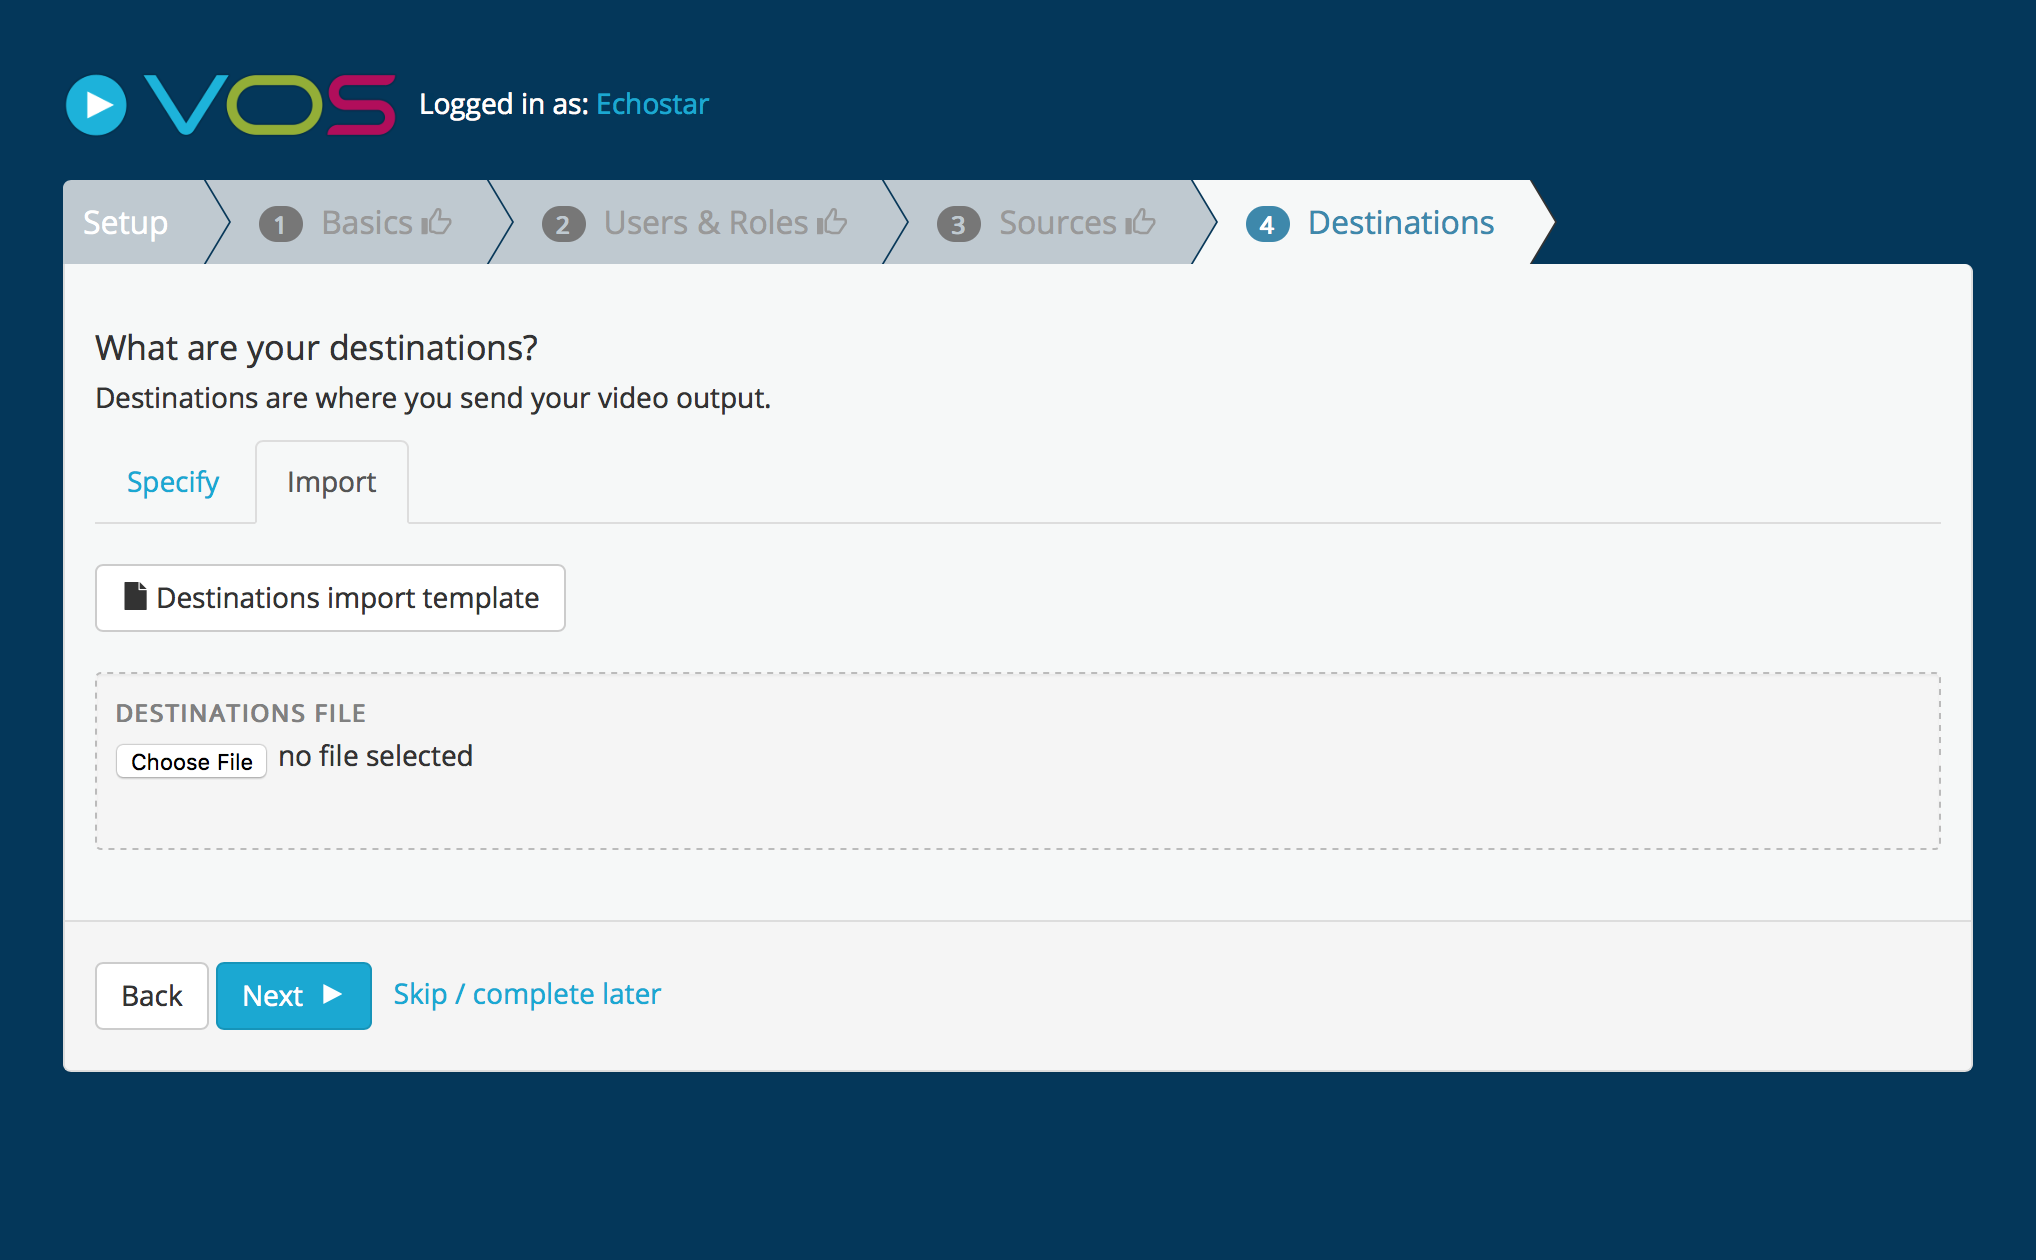 VOS Logged in as: Echostar
Setup 1 Basics 2 Users & Roles 3 Sources 4 Destinations
What are your destinations?
Destinations are where you send your video output.
Specify Import
Destinations import template
DESTINATIONS FILE
Choose File no file selected
Back Next Skip / complete later